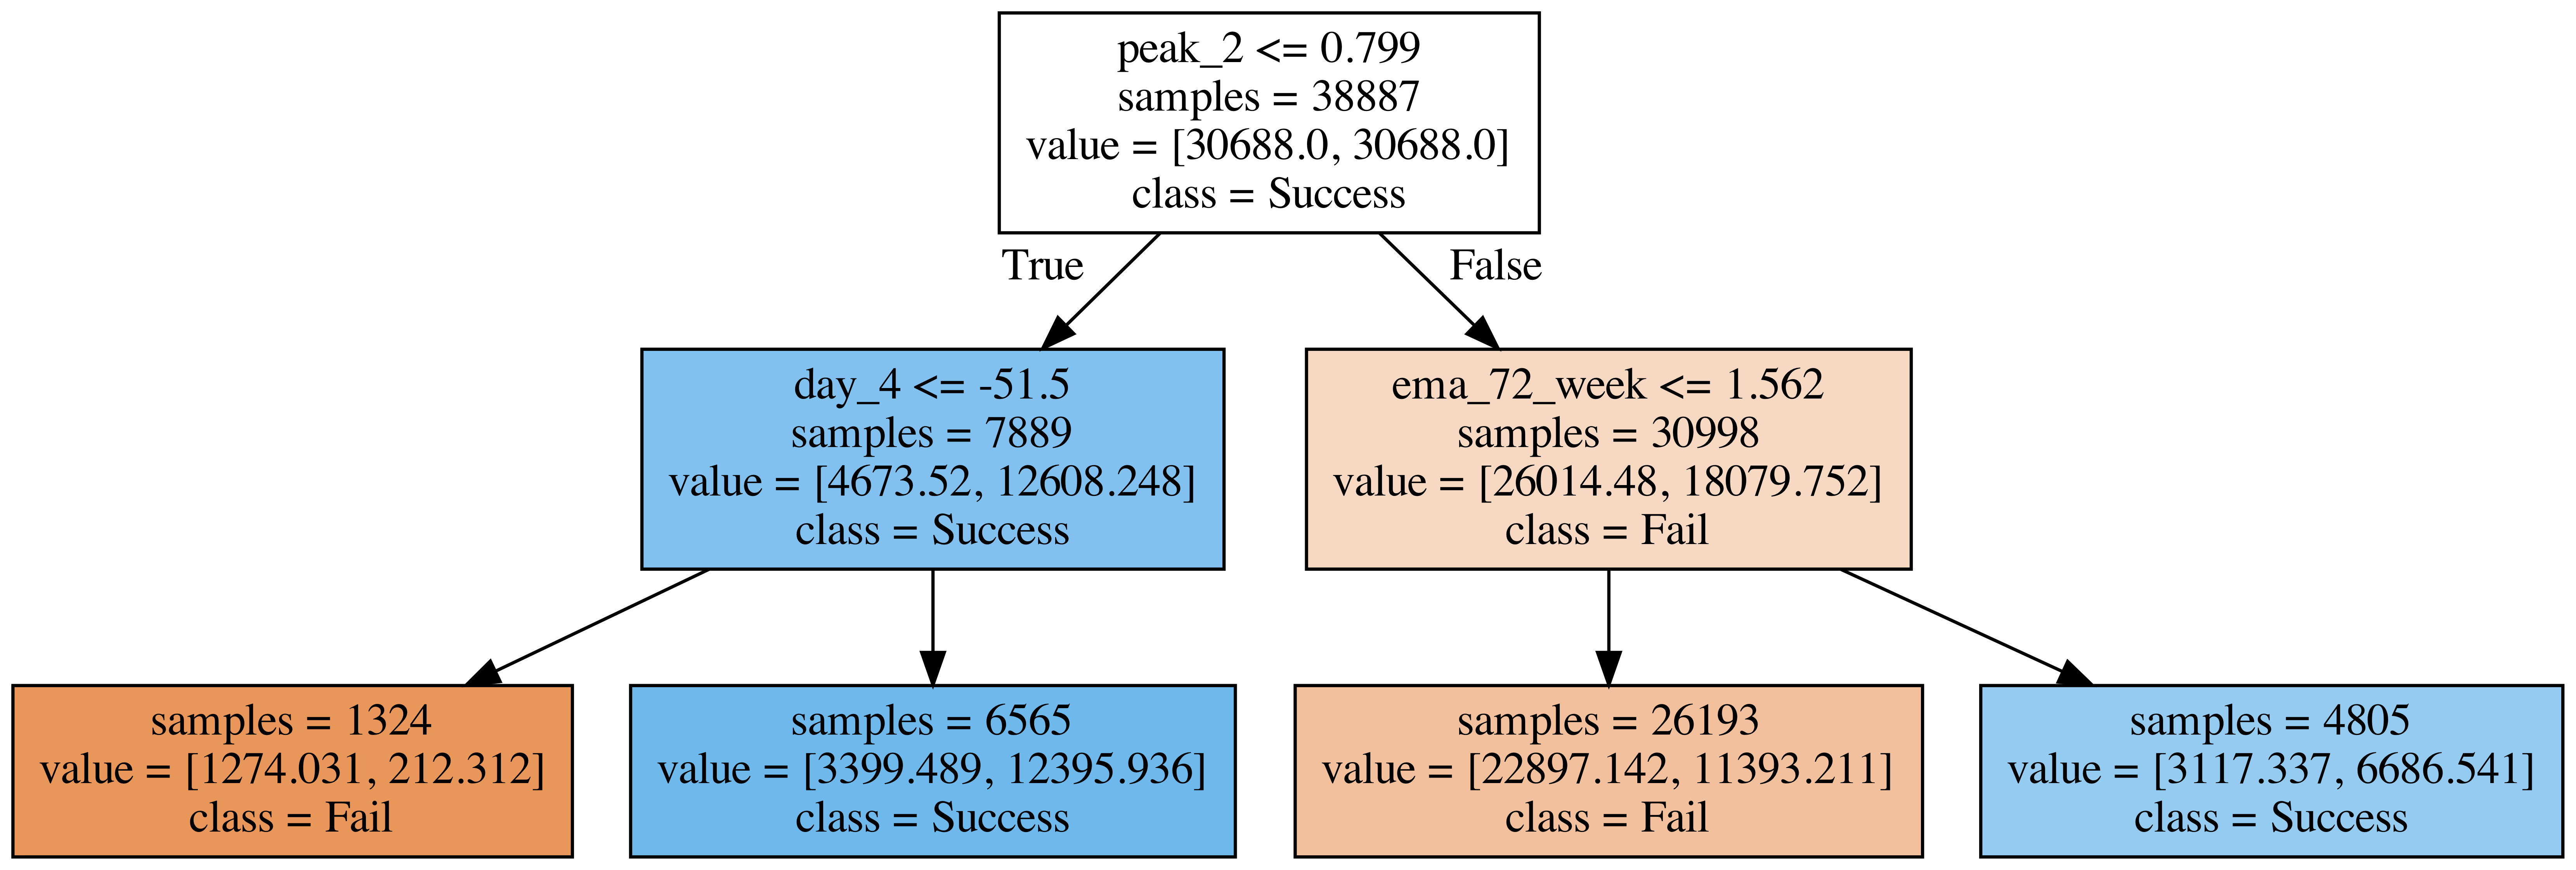 peak_2 <= 0.799
samples = 38887
value = [30688.0, 30688.0]
class = Success
True
False
day_4 <= -51.5
samples = 7889
value = [4673.52, 12608.248]
class = Success
ema_72_week <= 1.562
samples = 30998
value = [26014.48, 18079.752]
class = Fail
samples = 1324
value = [1274.031, 212.312]
class = Fail
samples = 6565
value = [3399.489, 12395.936]
class = Success
samples = 26193
value = [22897.142, 11393.211]
class = Fail
samples = 4805
value = [3117.337, 6686.541]
class = Success